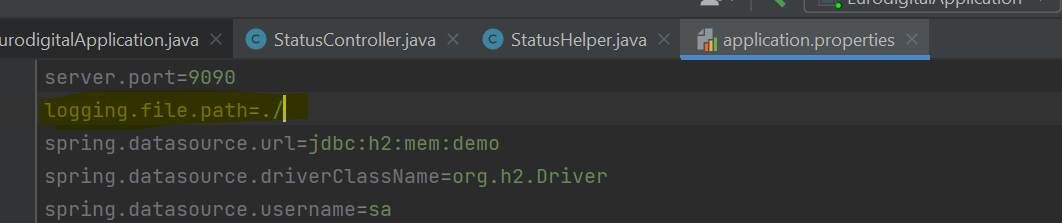 EurodigitalApplication
urodigitalApplication.java StatusController.java StatusHelper.java application.properties
server.port=9090
logging.file.path=./
spring.datasource.url=jdbc:h2:mem:demo
spring.datasource.driverClassName=org.h2.Driver
spring.datasource.username=sa